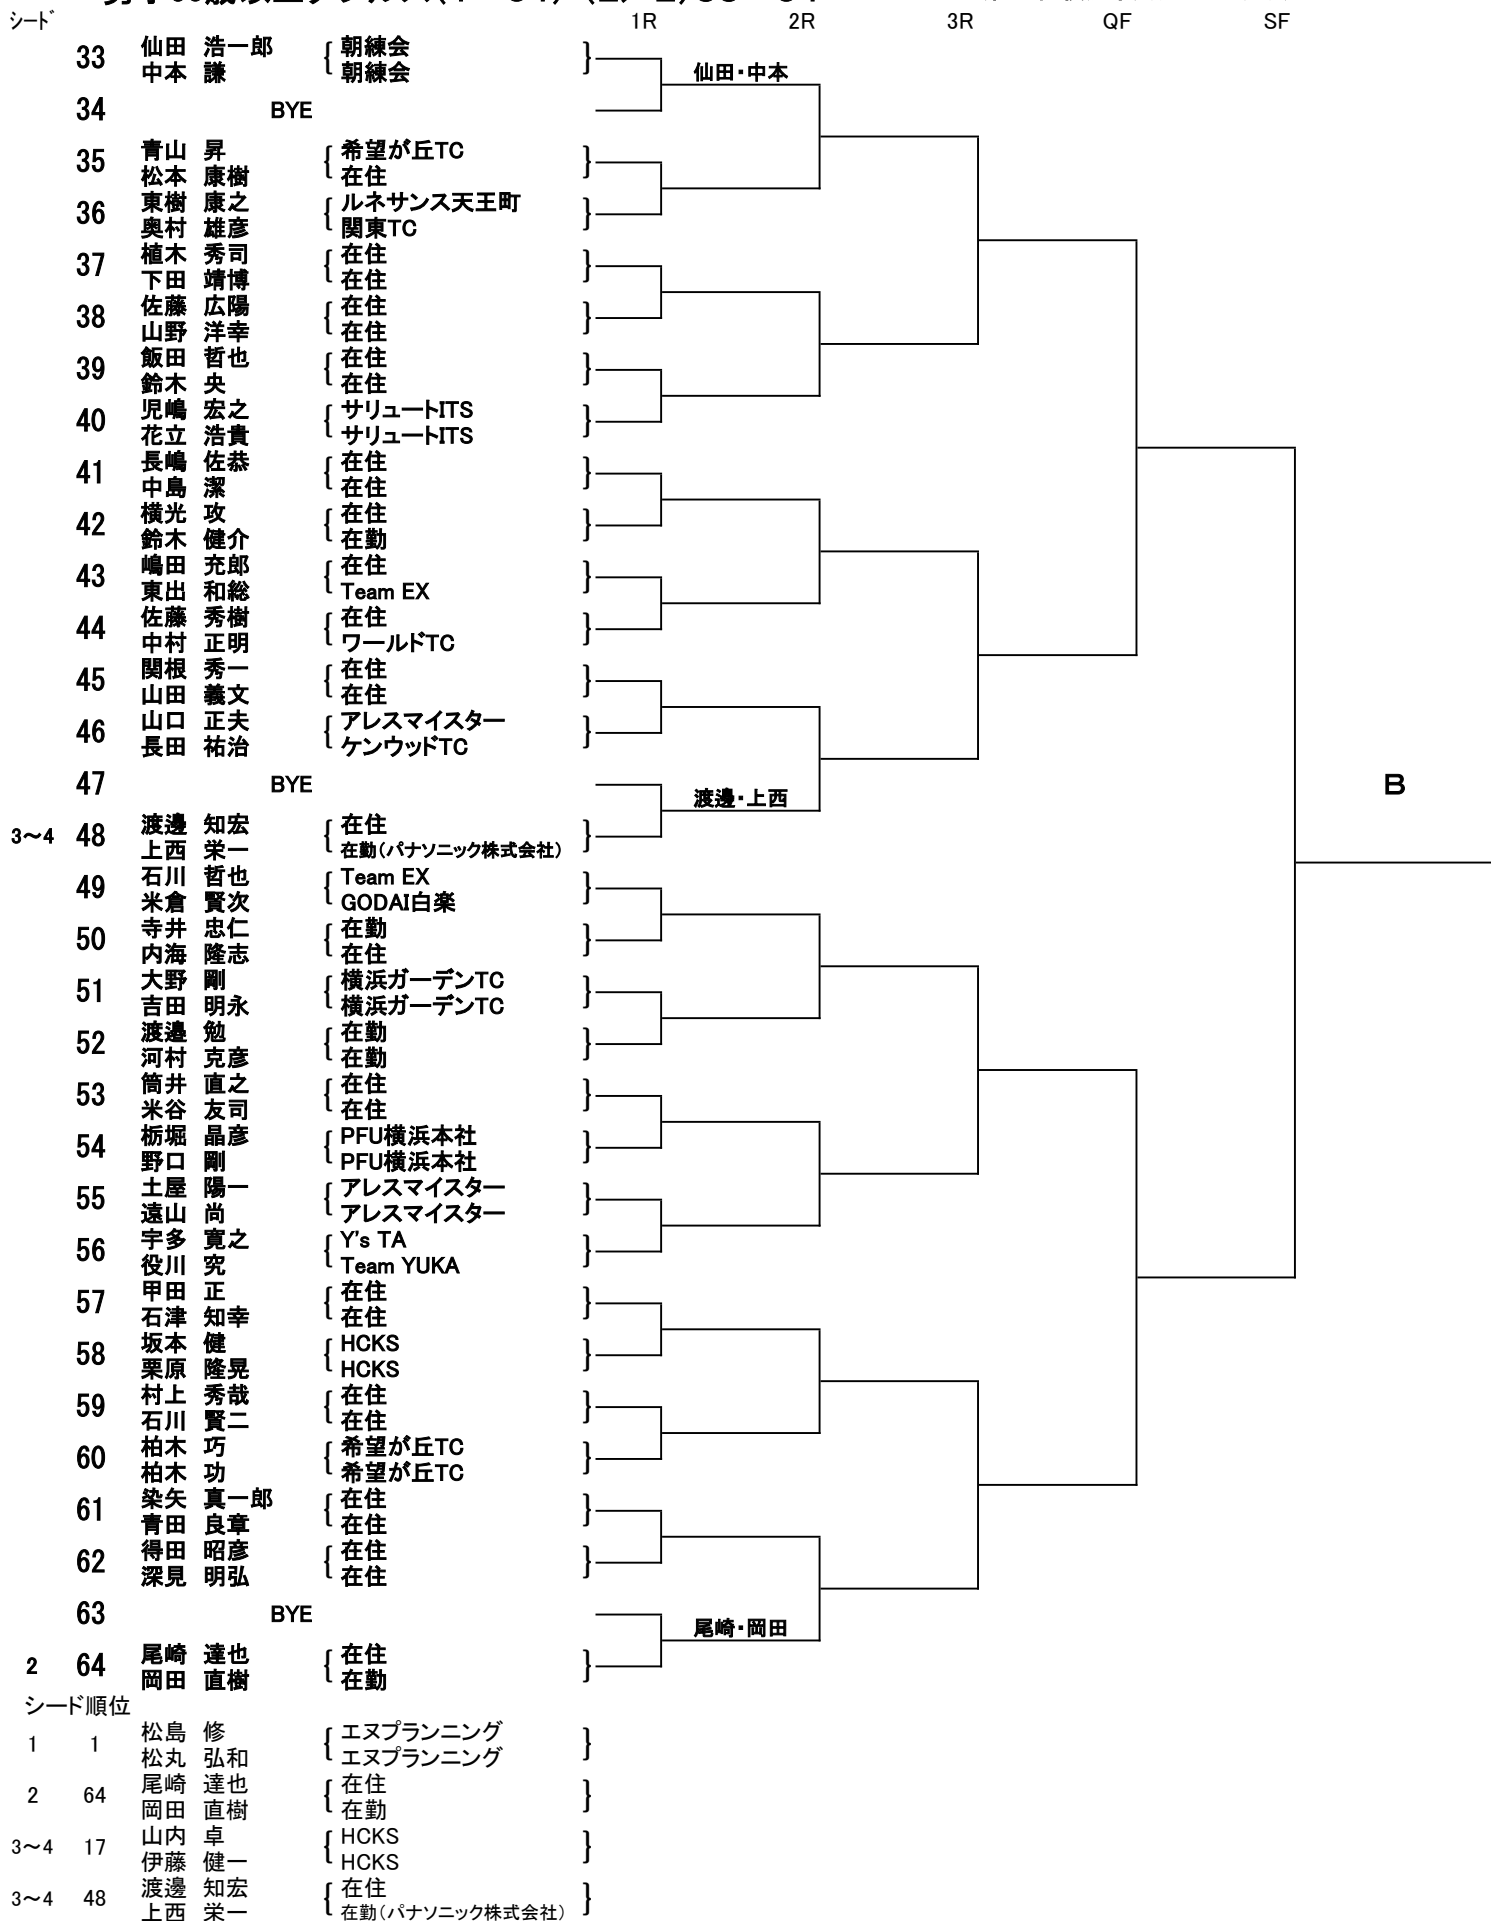 シード 1R 2R 3R QF SF
33 仙田 浩一郎 朝練会
中本 謙 朝練会
仙田・中本
34 BYE
35 青山 昇 希望が丘TC
松本 康樹 在住
36 東樹 康之 ルネサンス天王町
奥村 雄彦 関東TC
37 植木 秀司 在住
下田 靖博 在住
38 佐藤 広陽 在住
山野 洋幸 在住
39 飯田 哲也 在住
鈴木 央 在住
40 児嶋 宏之 サリュートITS
花立 浩貴 サリュートITS
41 長嶋 佐恭 在住
中島 潔 在住
42 横光 攻 在住
鈴木 健介 在勤
43 嶋田 充郎 在住
東出 和総 Team EX
44 佐藤 秀樹 在住
中村 正明 ワールドTC
45 関根 秀一 在住
山田 義文 在住
46 山口 正夫 アレスマイスター
長田 祐治 ケンウッドTC
47 BYE
渡邊・上西
B
3～4 48 渡邊 知宏 在住
上西 栄一 在勤(パナソニック株式会社)
49 石川 哲也 Team EX
米倉 賢次 GODAI白楽
50 寺井 忠仁 在勤
内海 隆志 在住
51 大野 剛 横浜ガーデンTC
吉田 明永 横浜ガーデンTC
52 渡邉 勉 在勤
河村 克彦 在勤
53 筒井 直之 在住
米谷 友司 在住
54 栃堀 晶彦 PFU横浜本社
野口 剛 PFU横浜本社
55 土屋 陽一 アレスマイスター
遠山 尚 アレスマイスター
56 宇多 寛之 Y's TA
役川 究 Team YUKA
57 甲田 正 在住
石津 知幸 在住
58 坂本 健 HCKS
栗原 隆晃 HCKS
59 村上 秀哉 在住
石川 賢二 在住
60 柏木 巧 希望が丘TC
柏木 功 希望が丘TC
61 染矢 真一郎 在住
青田 良章 在住
62 得田 昭彦 在住
深見 明弘 在住
63 BYE
尾崎・岡田
2 64 尾崎 達也 在住
岡田 直樹 在勤
シード順位
1 1 松島 修 エヌプランニング
松丸 弘和 エヌプランニング
2 64 尾崎 達也 在住
岡田 直樹 在勤
3～4 17 山内 卓 HCKS
伊藤 健一 HCKS
3～4 48 渡邊 知宏 在住
上西 栄一 在勤(パナソニック株式会社)